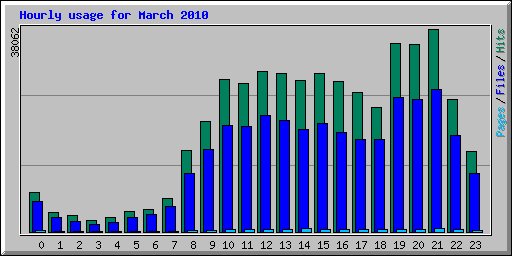 Hourly usage for March 2010
38062
Pages/Files/Hits
0 1 2 3 4 5 6 7 8 9 10 11 12 13 14 15 16 17 18 19 20 21 22 23